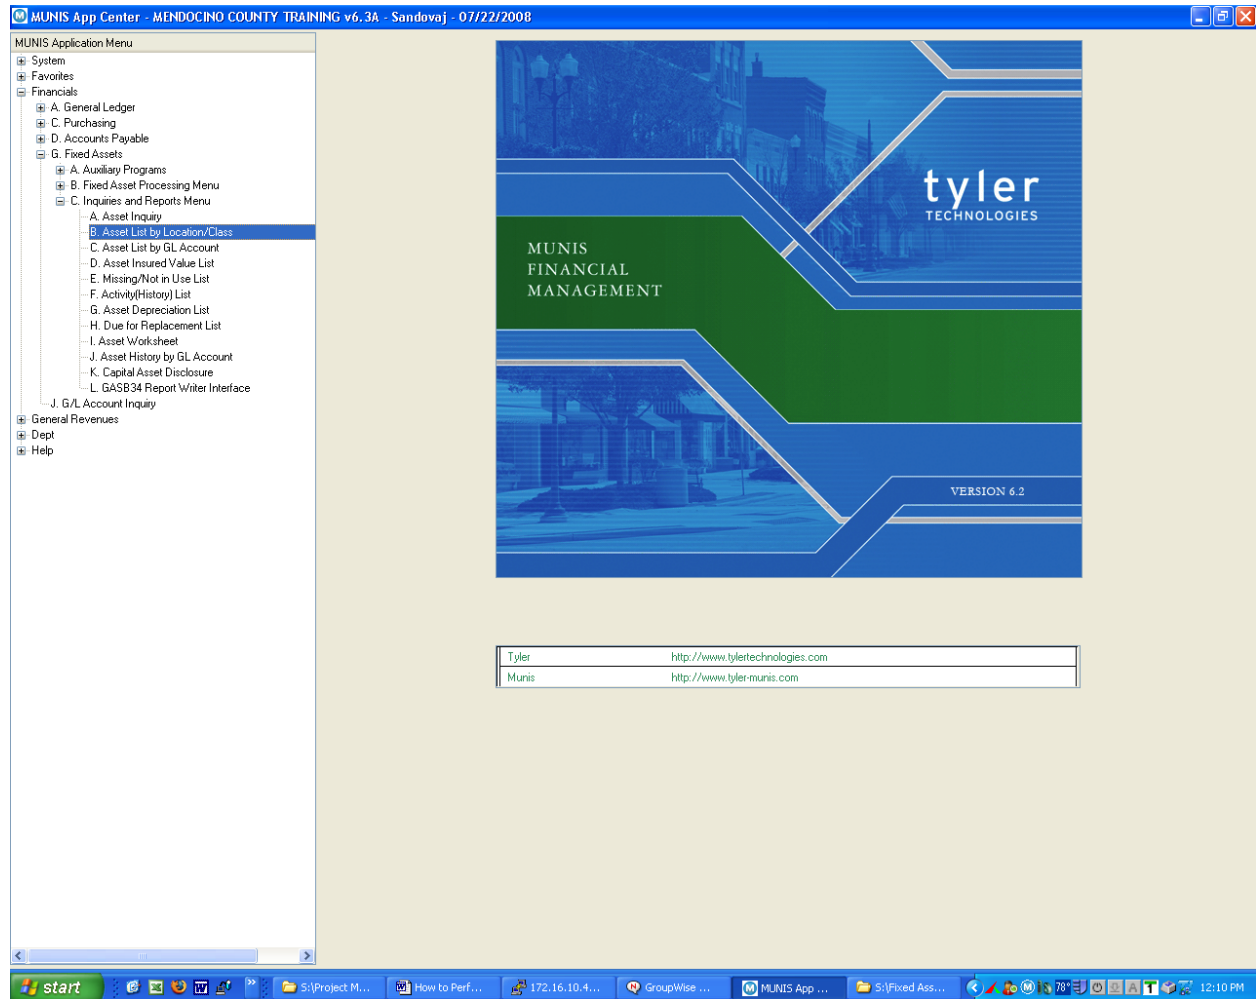 MUNIS App Center - MENDOCINO COUNTY TRAINING v6.3A - Sandovaj - 07/22/2008
MUNIS Application Menu
System
Favorites
Financials
A. General Ledger
C. Purchasing
D. Accounts Payable
G. Fixed Assets
A. Auxiliary Programs
B. Fixed Asset Processing Menu
C. Inquiries and Reports Menu
A. Asset Inquiry
B. Asset List by Location/Class
C. Asset List by GL Account
D. Asset Insured Value List
E. Missing/Not in Use List
F. Activity(History) List
G. Asset Depreciation List
H. Due for Replacement List
I. Asset Worksheet
J. Asset History by GL Account
K. Capital Asset Disclosure
L. GASB34 Report Writer Interface
J. G/L Account Inquiry
General Revenues
Dept
Help
tyler
TECHNOLOGIES
MUNIS
FINANCIAL
MANAGEMENT
VERSION 6.2
Tyler http://www.tylertechnologies.com
Munis http://www.tyler-munis.com
start S:\Project M... How to Perf... 172.16.10.4... GroupWise ... MUNIS App ... S:\Fixed Ass... 78° 12:10 PM